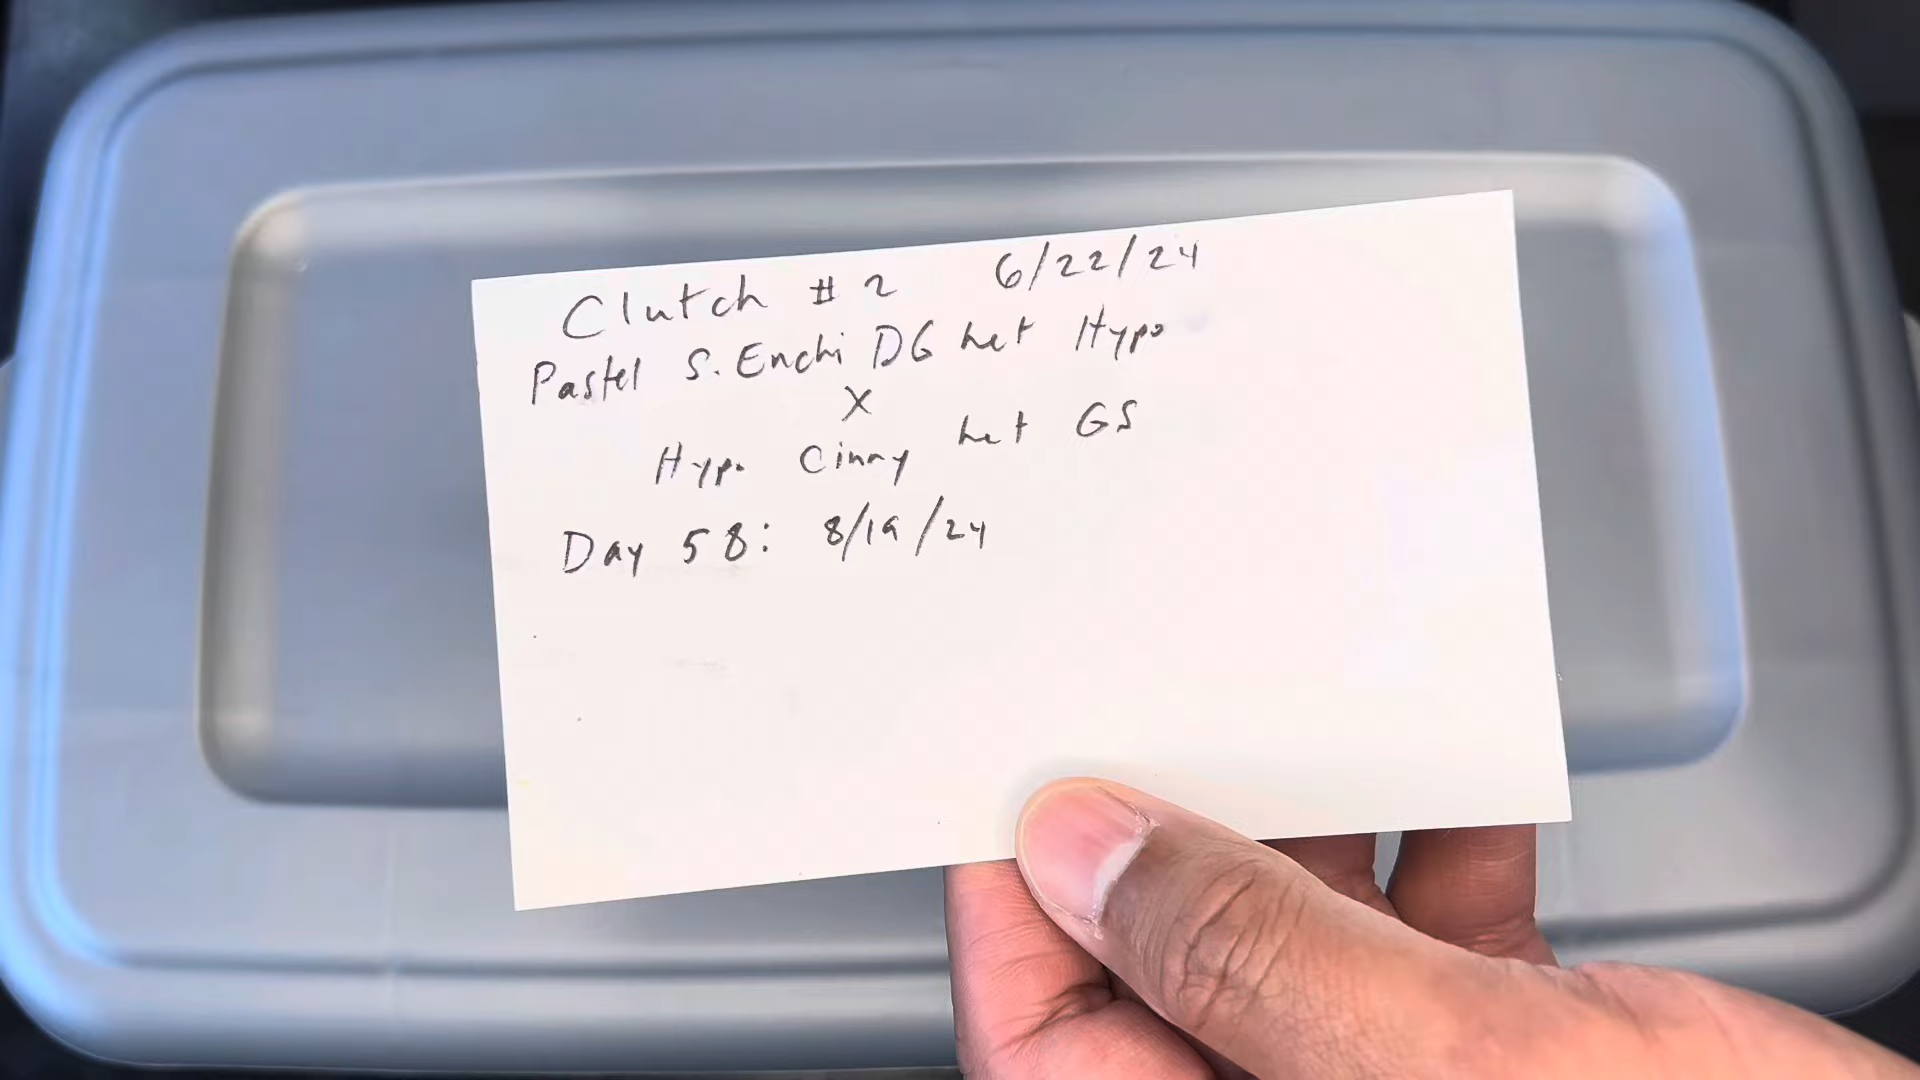 Clutch # 2 6/22/24
Pastel S. Enchi DG het Hypo
X
Hypo Cinny het GS
Day 58: 8/19/24